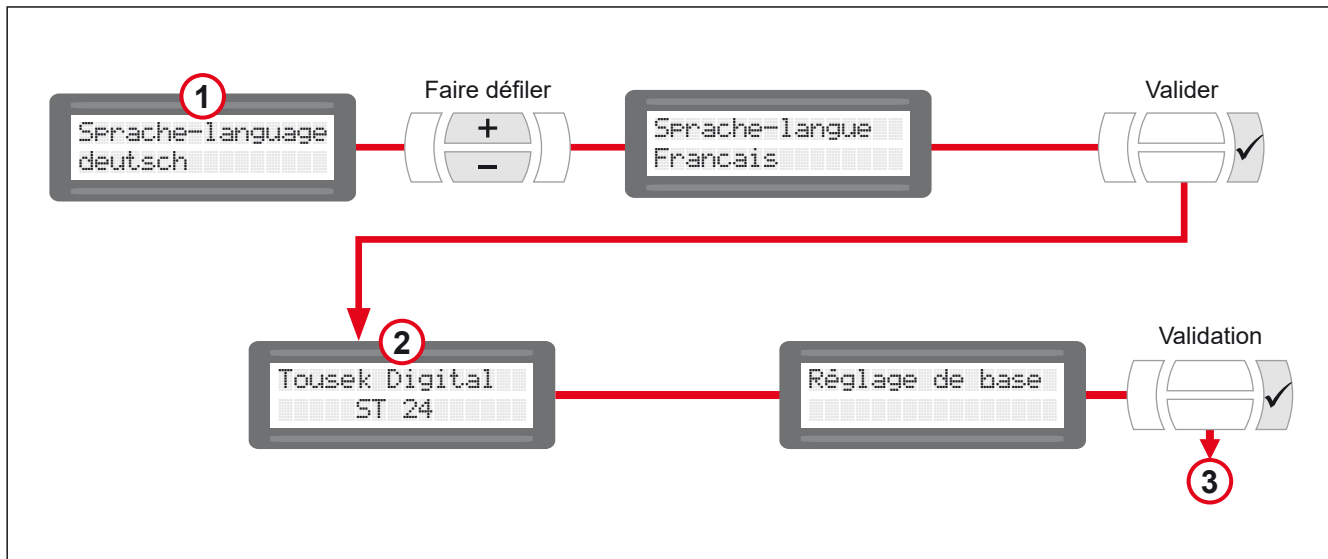 1
Faire défiler
Valider
Sprache-language
deutsch
+
−
Sprache-langue
Francais
✓
2
Validation
Tousek Digital
ST 24
Réglage de base
✓
3